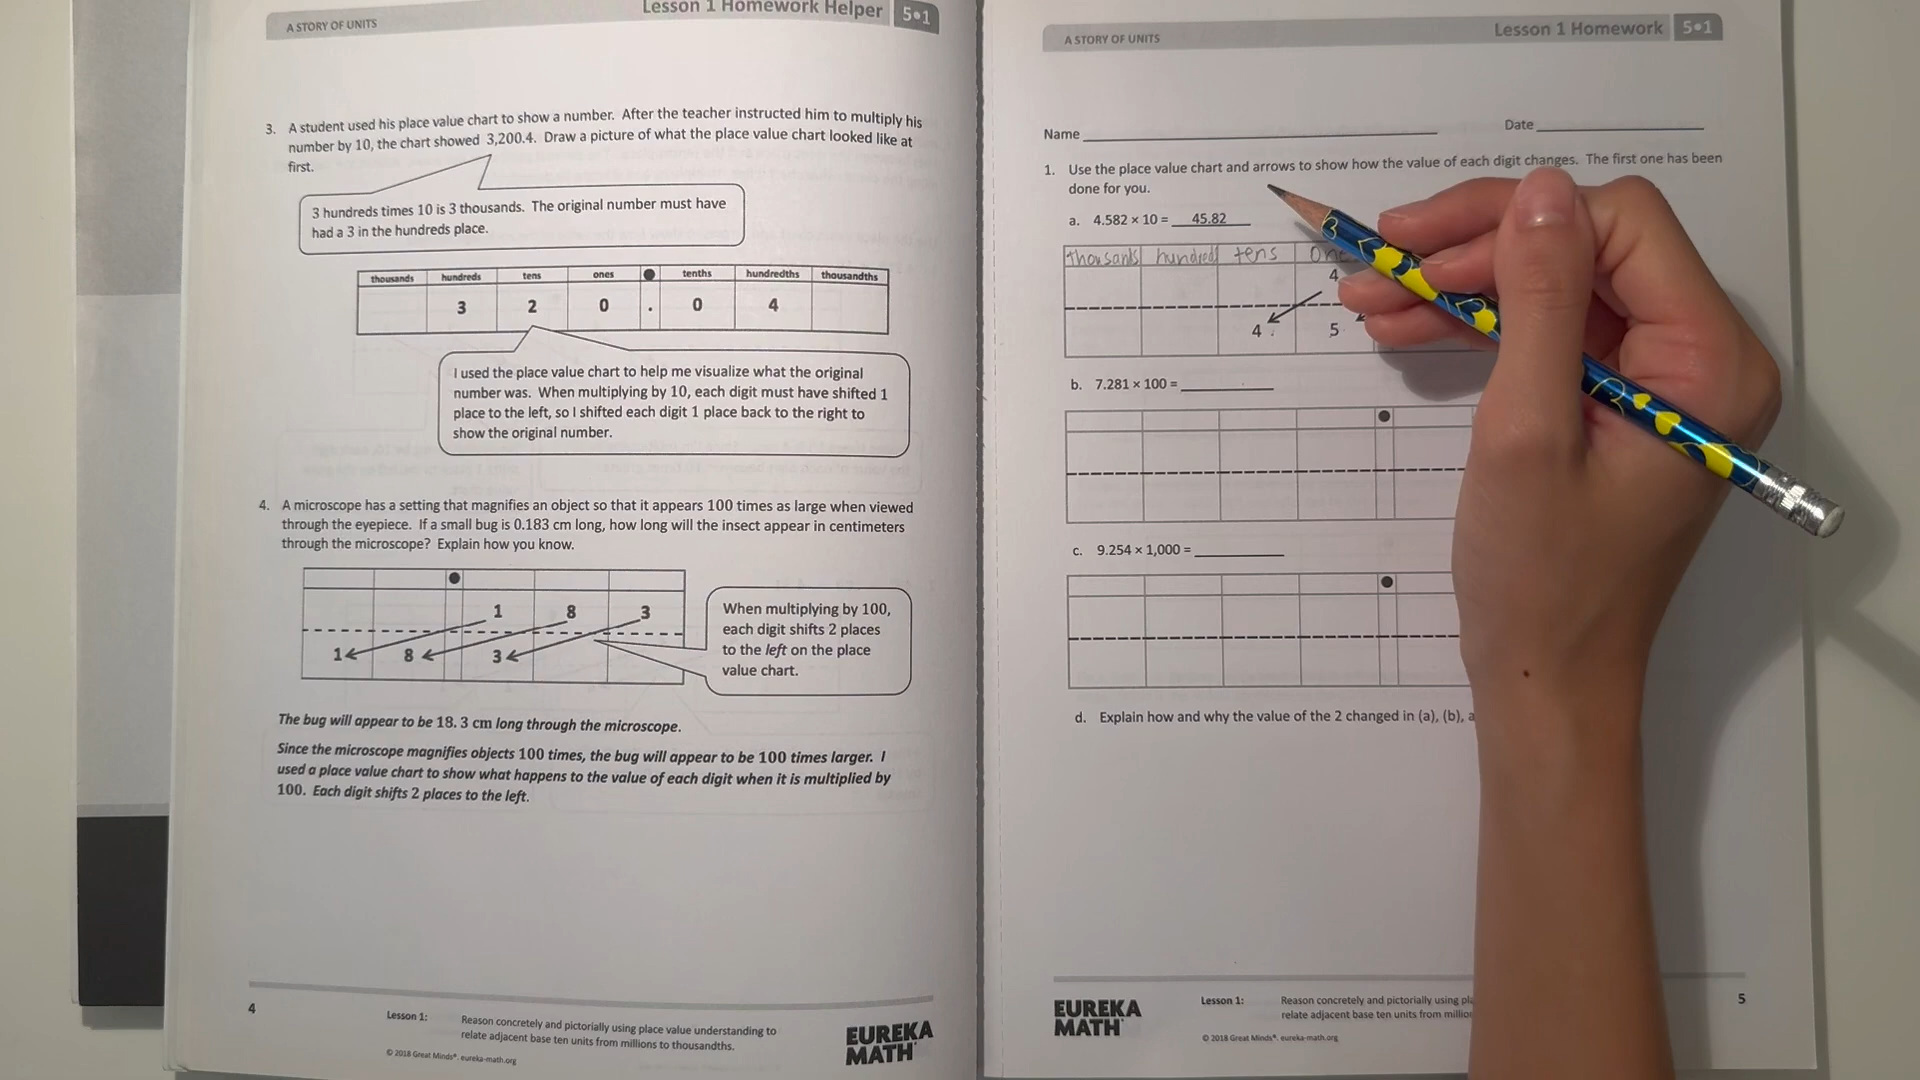 A STORY OF UNITS
Lesson 1 Homework Helper 5•1
3. A student used his place value chart to show a number. After the teacher instructed him to multiply his
number by 10, the chart showed 3,200.4. Draw a picture of what the place value chart looked like at
first.
3 hundreds times 10 is 3 thousands. The original number must have
had a 3 in the hundreds place.
thousands hundreds tens ones tenths hundredths thousandths
3 2 0 . 0 4
I used the place value chart to help me visualize what the original
number was. When multiplying by 10, each digit must have shifted 1
place to the left, so I shifted each digit 1 place back to the right to
show the original number.
4. A microscope has a setting that magnifies an object so that it appears 100 times as large when viewed
through the eyepiece. If a small bug is 0.183 cm long, how long will the insect appear in centimeters
through the microscope? Explain how you know.
1 8 3
1 8 3
When multiplying by 100,
each digit shifts 2 places
to the left on the place
value chart.
The bug will appear to be 18.3 cm long through the microscope.
Since the microscope magnifies objects 100 times, the bug will appear to be 100 times larger. I
used a place value chart to show what happens to the value of each digit when it is multiplied by
100. Each digit shifts 2 places to the left.
4
Lesson 1: Reason concretely and pictorially using place value understanding to
relate adjacent base ten units from millions to thousandths.
© 2018 Great Minds®. eureka-math.org
EUREKA
MATH
A STORY OF UNITS
Lesson 1 Homework 5•1
Name
Date
1. Use the place value chart and arrows to show how the value of each digit changes. The first one has been
done for you.
a. 4.582 × 10 = 45.82
thousands hundred tens One
4
4 5
b. 7.281 × 100 =
c. 9.254 × 1,000 =
d. Explain how and why the value of the 2 changed in (a), (b), a
EUREKA
MATH
Lesson 1: Reason concretely and pictorially using pla
relate adjacent base ten units from million
© 2018 Great Minds®. eureka-math.org
5